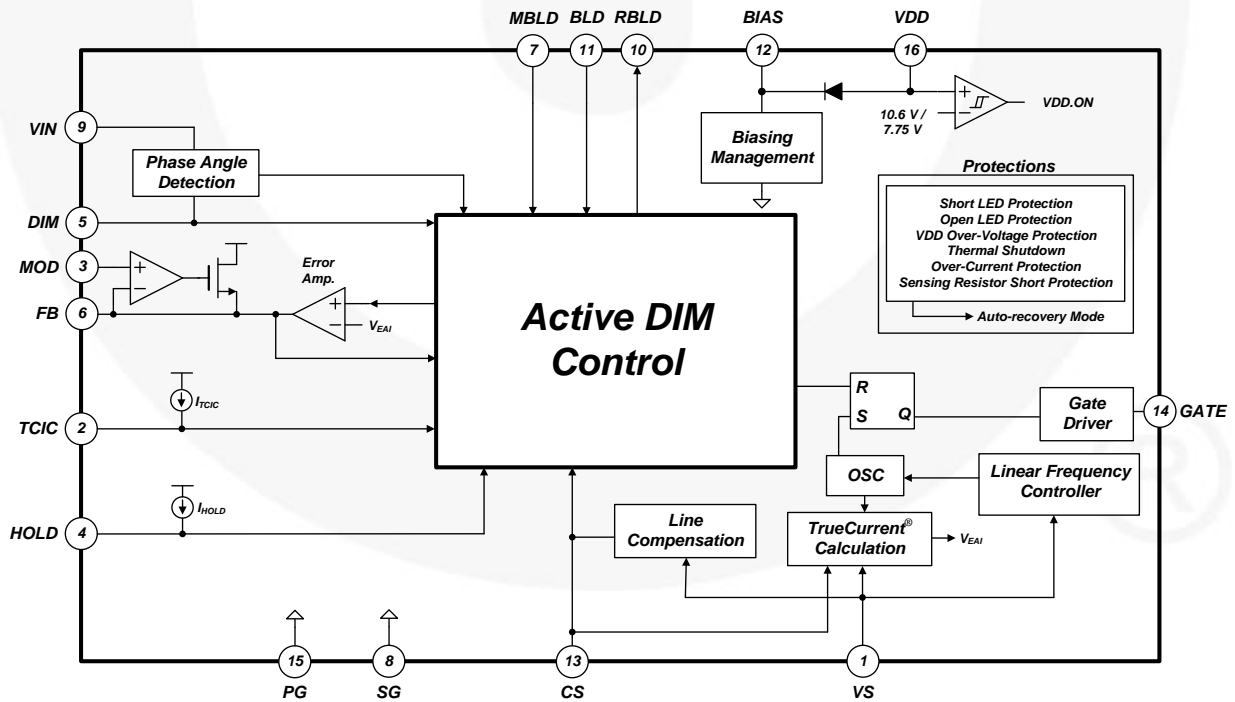 MBLD BLD RBLD BIAS VDD
7 11 10 12 16
VIN 9
Phase Angle
Detection
DIM 5
MOD 3
+
−
FB 6
Error
Amp.
+
−
VEAI
TCIC 2
ITCIC
HOLD 4
IHOLD
Active DIM
Control
Biasing
Management
10.6 V /
7.75 V
+
−
VDD.ON
Protections
Short LED Protection
Open LED Protection
VDD Over-Voltage Protection
Thermal Shutdown
Over-Current Protection
Sensing Resistor Short Protection
Auto-recovery Mode
R
S Q
Gate
Driver
14 GATE
OSC
Linear Frequency
Controller
Line
Compensation
TrueCurrent®
Calculation
VEAI
15 8 13 1
PG SG CS VS
®